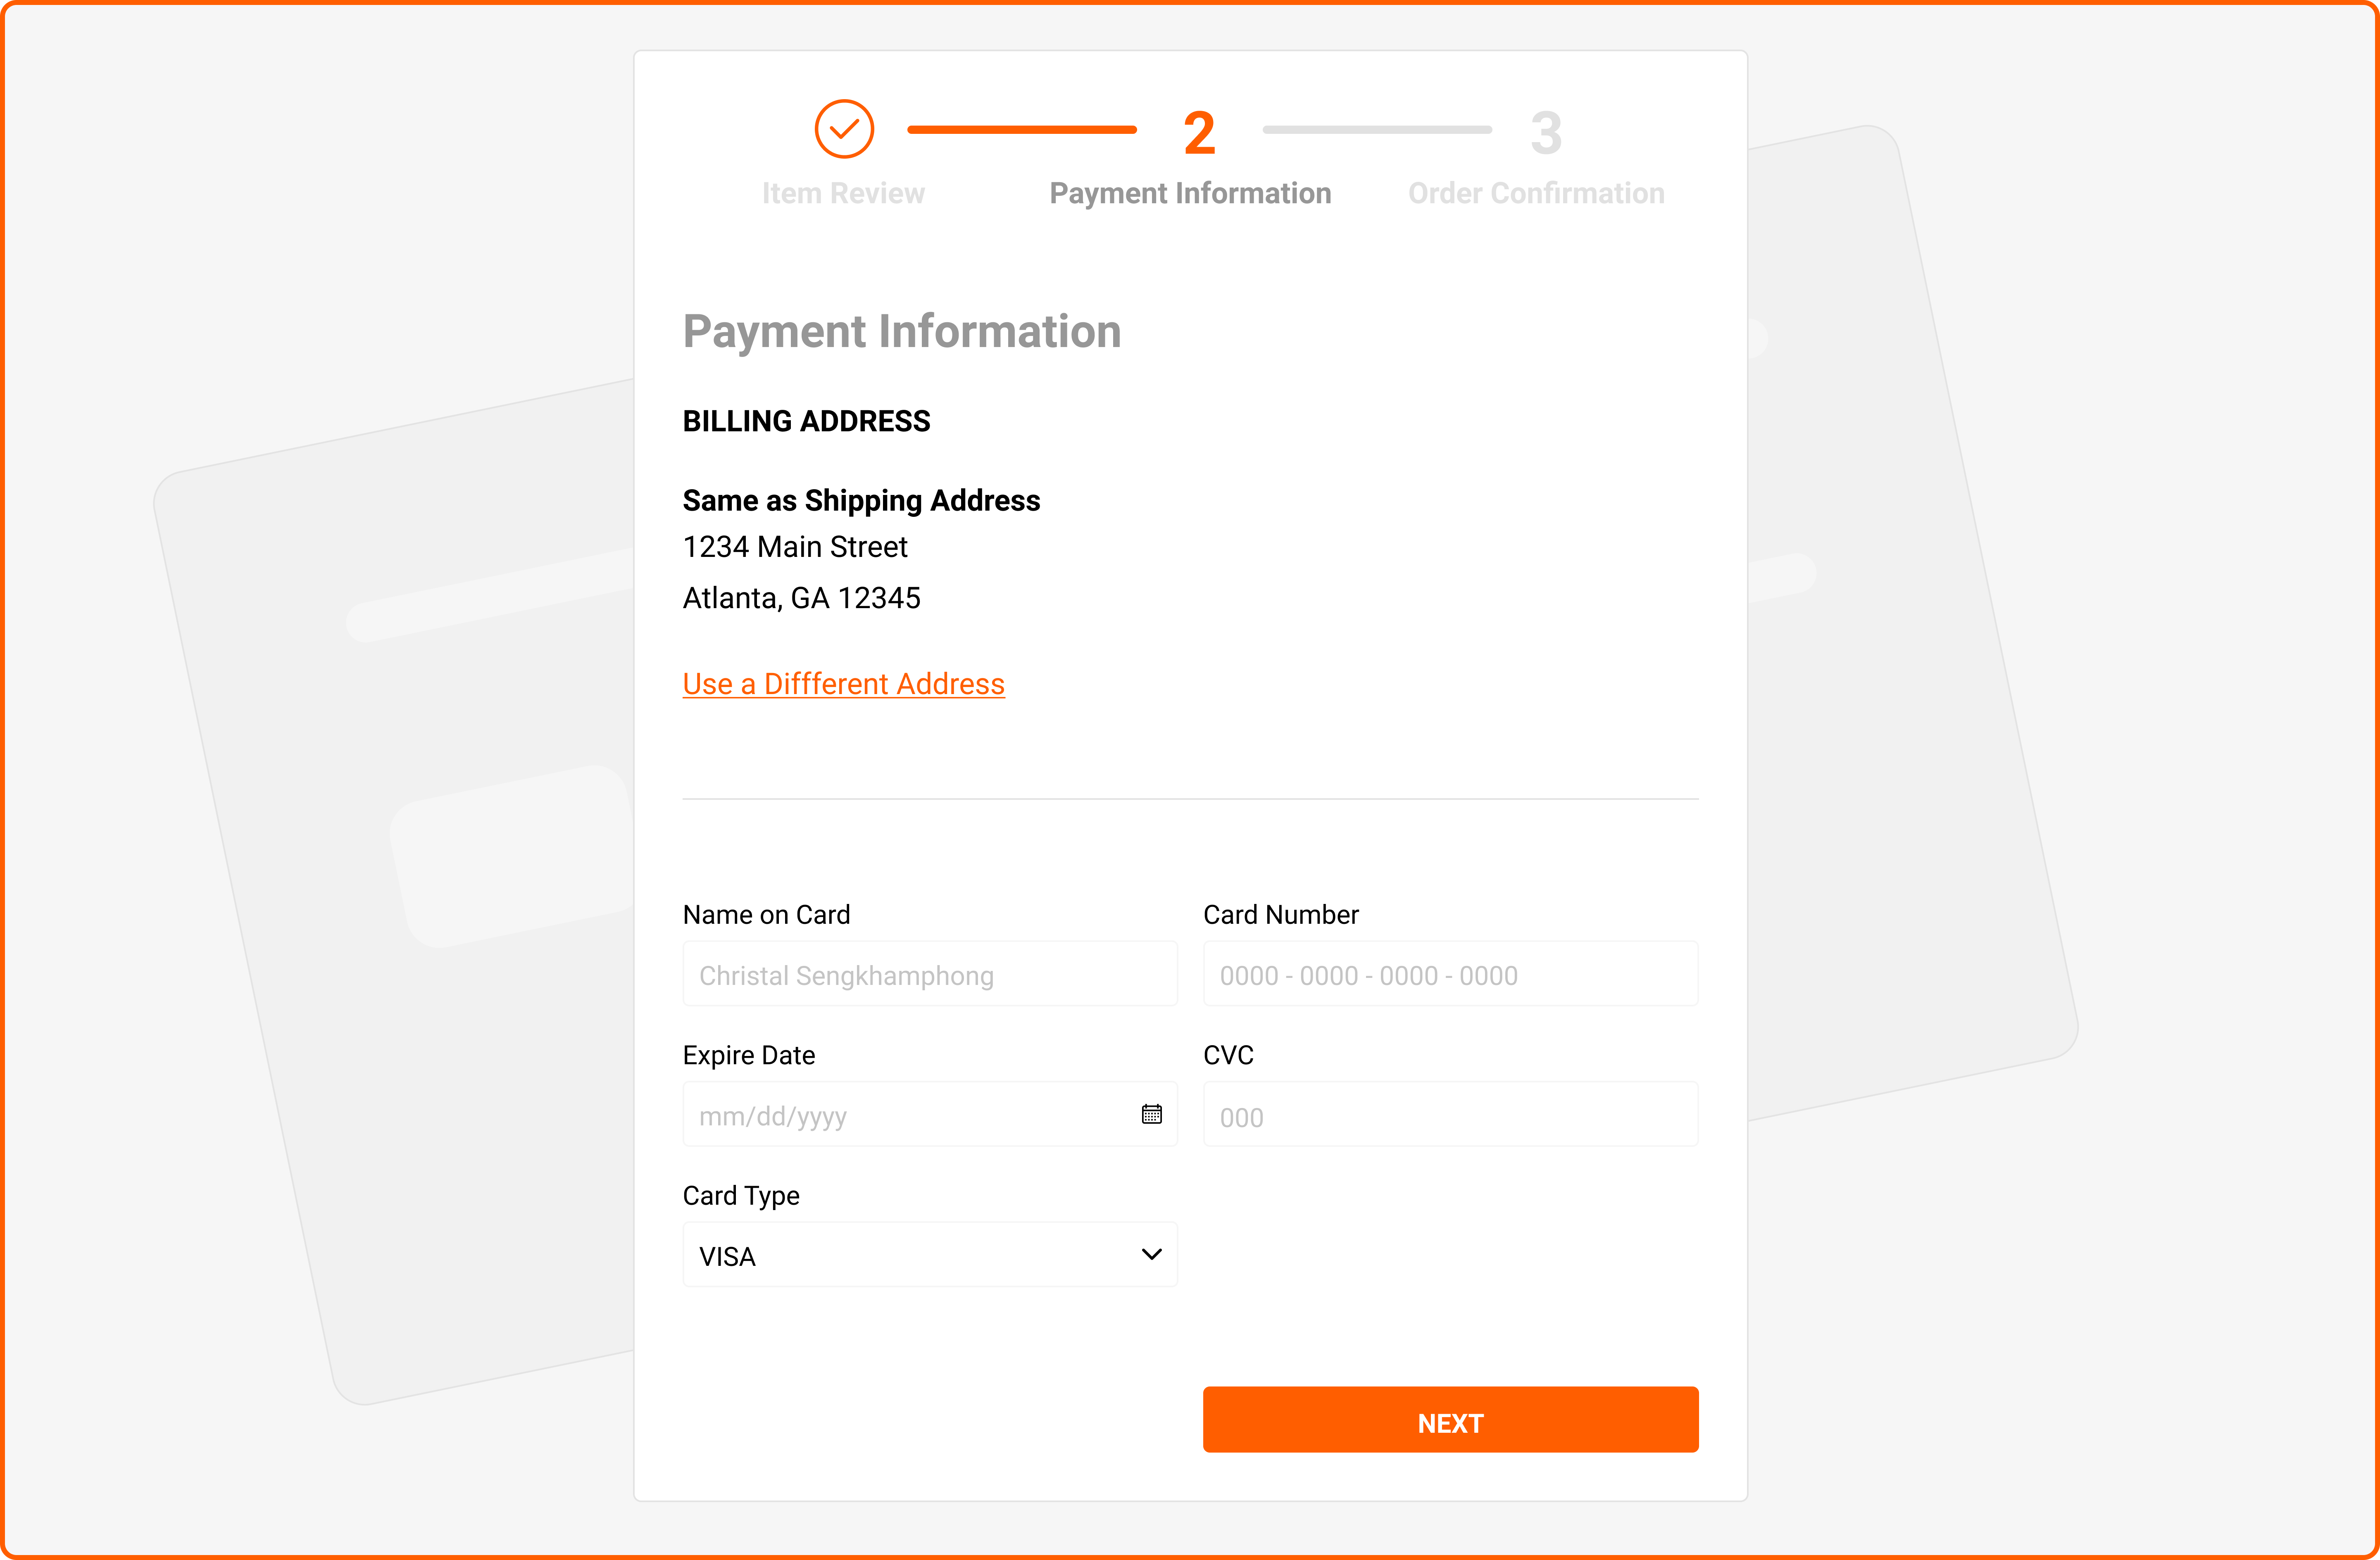 2 3
Item Review Payment Information Order Confirmation
Payment Information
BILLING ADDRESS
Same as Shipping Address
1234 Main Street
Atlanta, GA 12345
Use a Diffferent Address
Name on Card Card Number
Christal Sengkhamphong 0000 - 0000 - 0000 - 0000
Expire Date CVC
mm/dd/yyyy 000
Card Type
VISA
NEXT